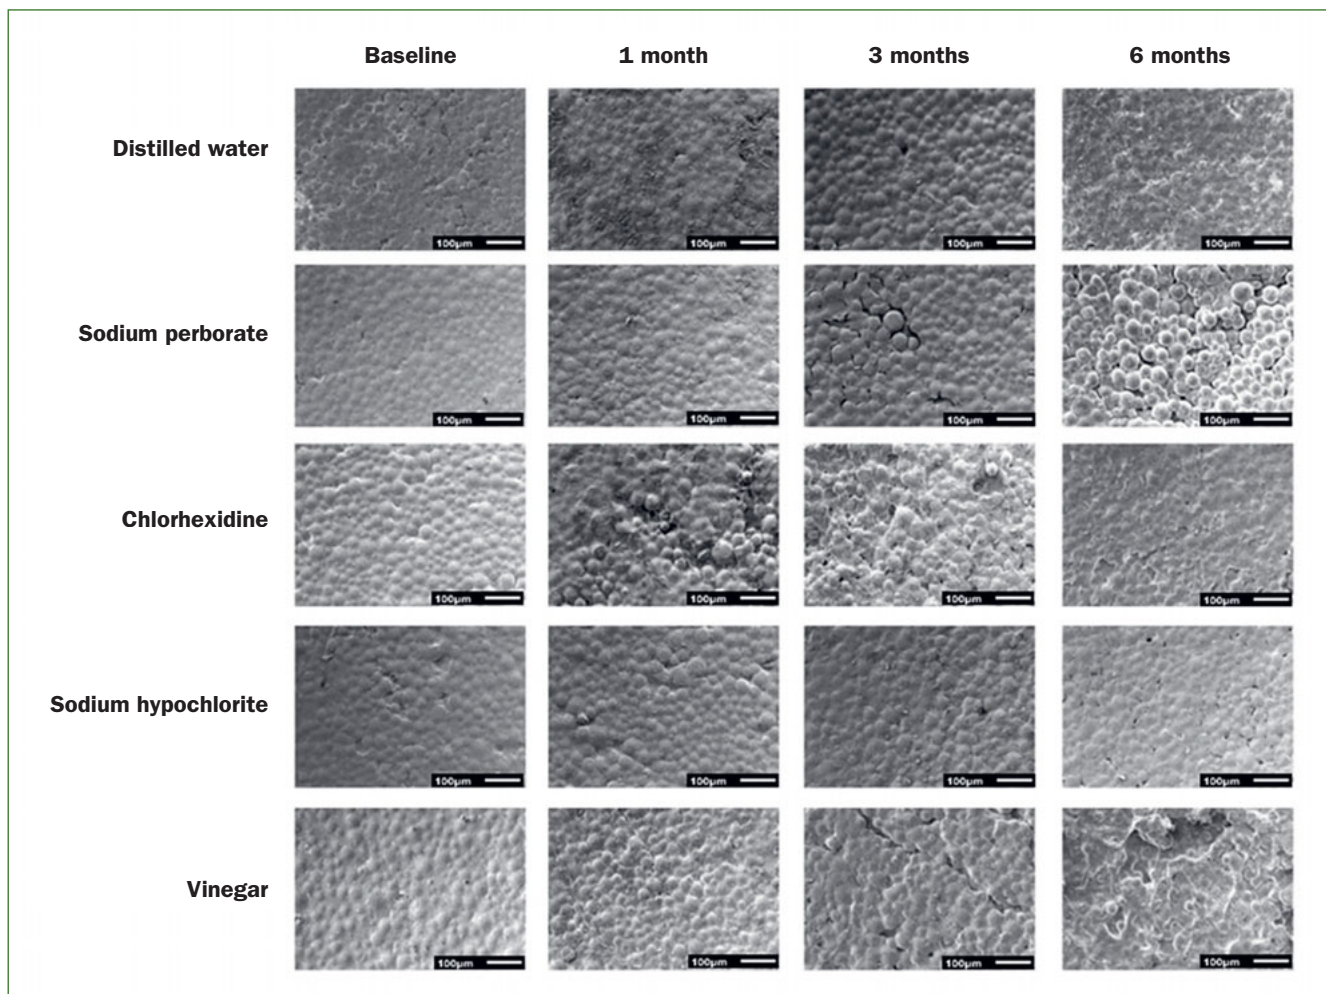 Baseline 1 month 3 months 6 months
Distilled water
100µm 100µm 100µm 100µm
Sodium perborate
100µm 100µm 100µm 100µm
Chlorhexidine
100µm 100µm 100µm 100µm
Sodium hypochlorite
100µm 100µm 100µm 100µm
Vinegar
100µm 100µm 100µm 100µm